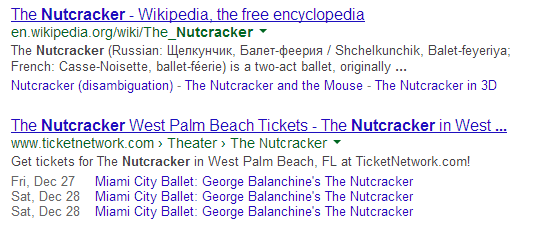 The Nutcracker - Wikipedia, the free encyclopedia
en.wikipedia.org/wiki/The_Nutcracker
The Nutcracker (Russian: Щелкунчик, Балет-феерия / Shchelkunchik, Balet-feyeriya;
French: Casse-Noisette, ballet-féerie) is a two-act ballet, originally ...
Nutcracker (disambiguation) - The Nutcracker and the Mouse - The Nutcracker in 3D
The Nutcracker West Palm Beach Tickets - The Nutcracker in West ...
www.ticketnetwork.com › Theater › The Nutcracker
Get tickets for The Nutcracker in West Palm Beach, FL at TicketNetwork.com!
Fri, Dec 27 Miami City Ballet: George Balanchine's The Nutcracker
Sat, Dec 28 Miami City Ballet: George Balanchine's The Nutcracker
Sat, Dec 28 Miami City Ballet: George Balanchine's The Nutcracker